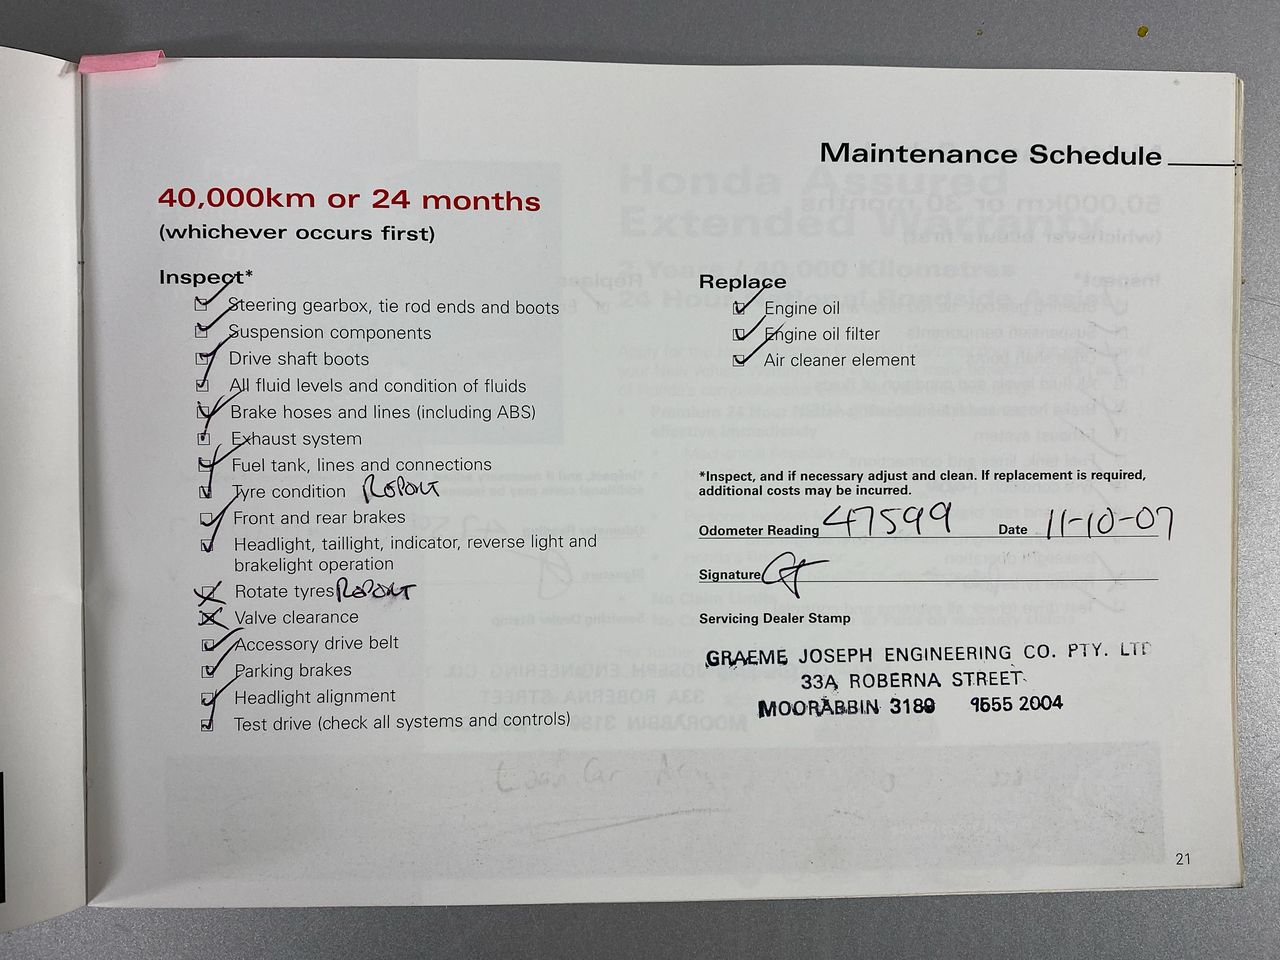 Maintenance Schedule
40,000km or 24 months
(whichever occurs first)
Inspect*
Steering gearbox, tie rod ends and boots
Suspension components
Drive shaft boots
All fluid levels and condition of fluids
Brake hoses and lines (including ABS)
Exhaust system
Fuel tank, lines and connections
Tyre condition REPORT
Front and rear brakes
Headlight, taillight, indicator, reverse light and
brakelight operation
Rotate tyres REPORT
Valve clearance
Accessory drive belt
Parking brakes
Headlight alignment
Test drive (check all systems and controls)
Replace
Engine oil
Engine oil filter
Air cleaner element
*Inspect, and if necessary adjust and clean. If replacement is required,
additional costs may be incurred.
Odometer Reading 47599 Date 11-10-07
Signature
Servicing Dealer Stamp
GRAEME JOSEPH ENGINEERING CO. PTY. LTD
33A ROBERNA STREET
MOORABBIN 3189 9555 2004
21